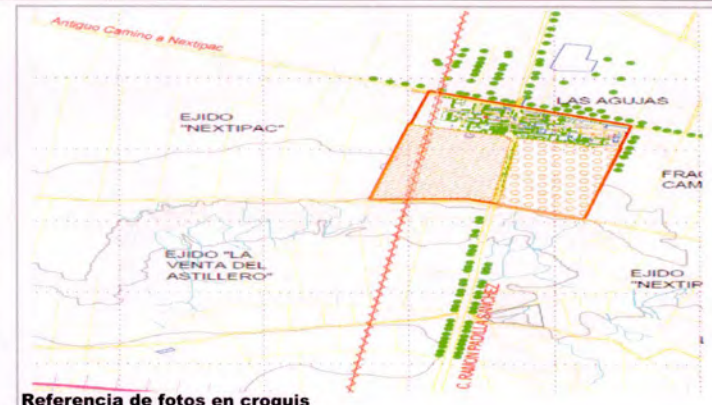 Antiguo Camino a Nextipac
LAS AGUJAS
EJIDO
"NEXTIPAC"
FRAC
CAM
EJIDO "LA
VENTA DEL
ASTILLERO"
EJIDO
"NEXTIP
C. RAMON PADILLA SANCHEZ
Referencia de fotos en croquis